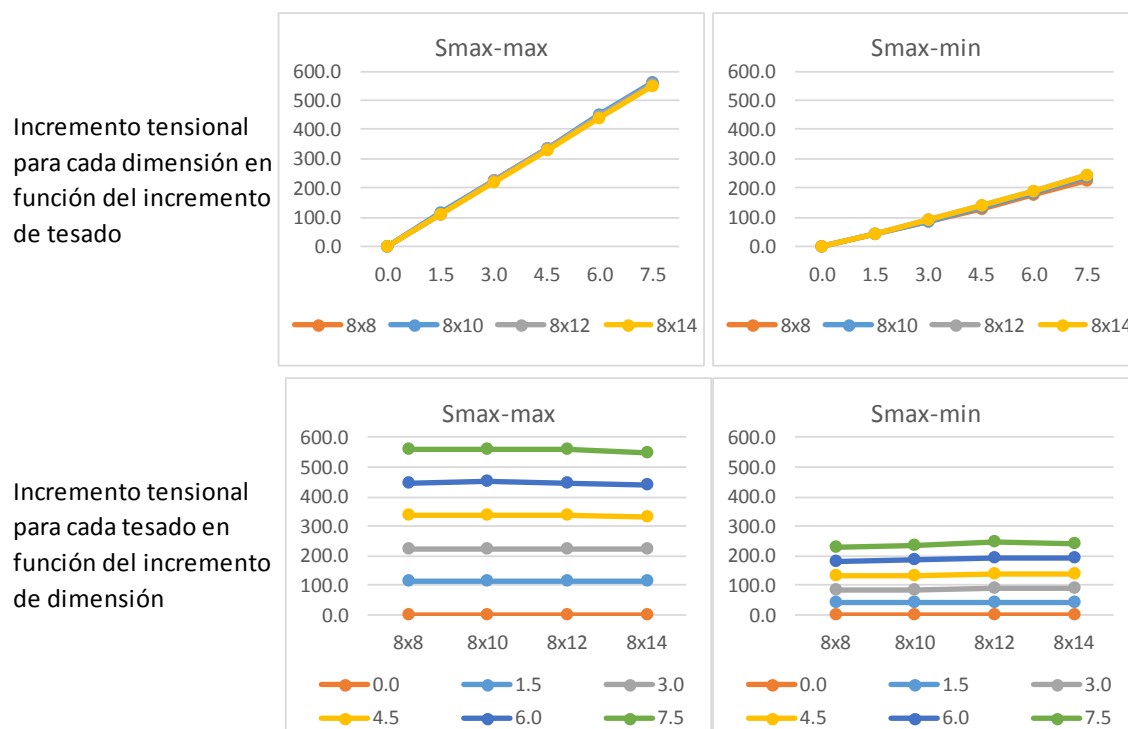 Incremento tensional
para cada dimensión en
función del incremento
de tesado
Smax-max
600.0
500.0
400.0
300.0
200.0
100.0
0.0
0.0 1.5 3.0 4.5 6.0 7.5
8x8 8x10 8x12 8x14
Smax-min
600.0
500.0
400.0
300.0
200.0
100.0
0.0
0.0 1.5 3.0 4.5 6.0 7.5
8x8 8x10 8x12 8x14
Incremento tensional
para cada tesado en
función del incremento
de dimensión
Smax-max
600.0
500.0
400.0
300.0
200.0
100.0
0.0
8x8 8x10 8x12 8x14
0.0 1.5 3.0
4.5 6.0 7.5
Smax-min
600.0
500.0
400.0
300.0
200.0
100.0
0.0
8x8 8x10 8x12 8x14
0.0 1.5 3.0
4.5 6.0 7.5